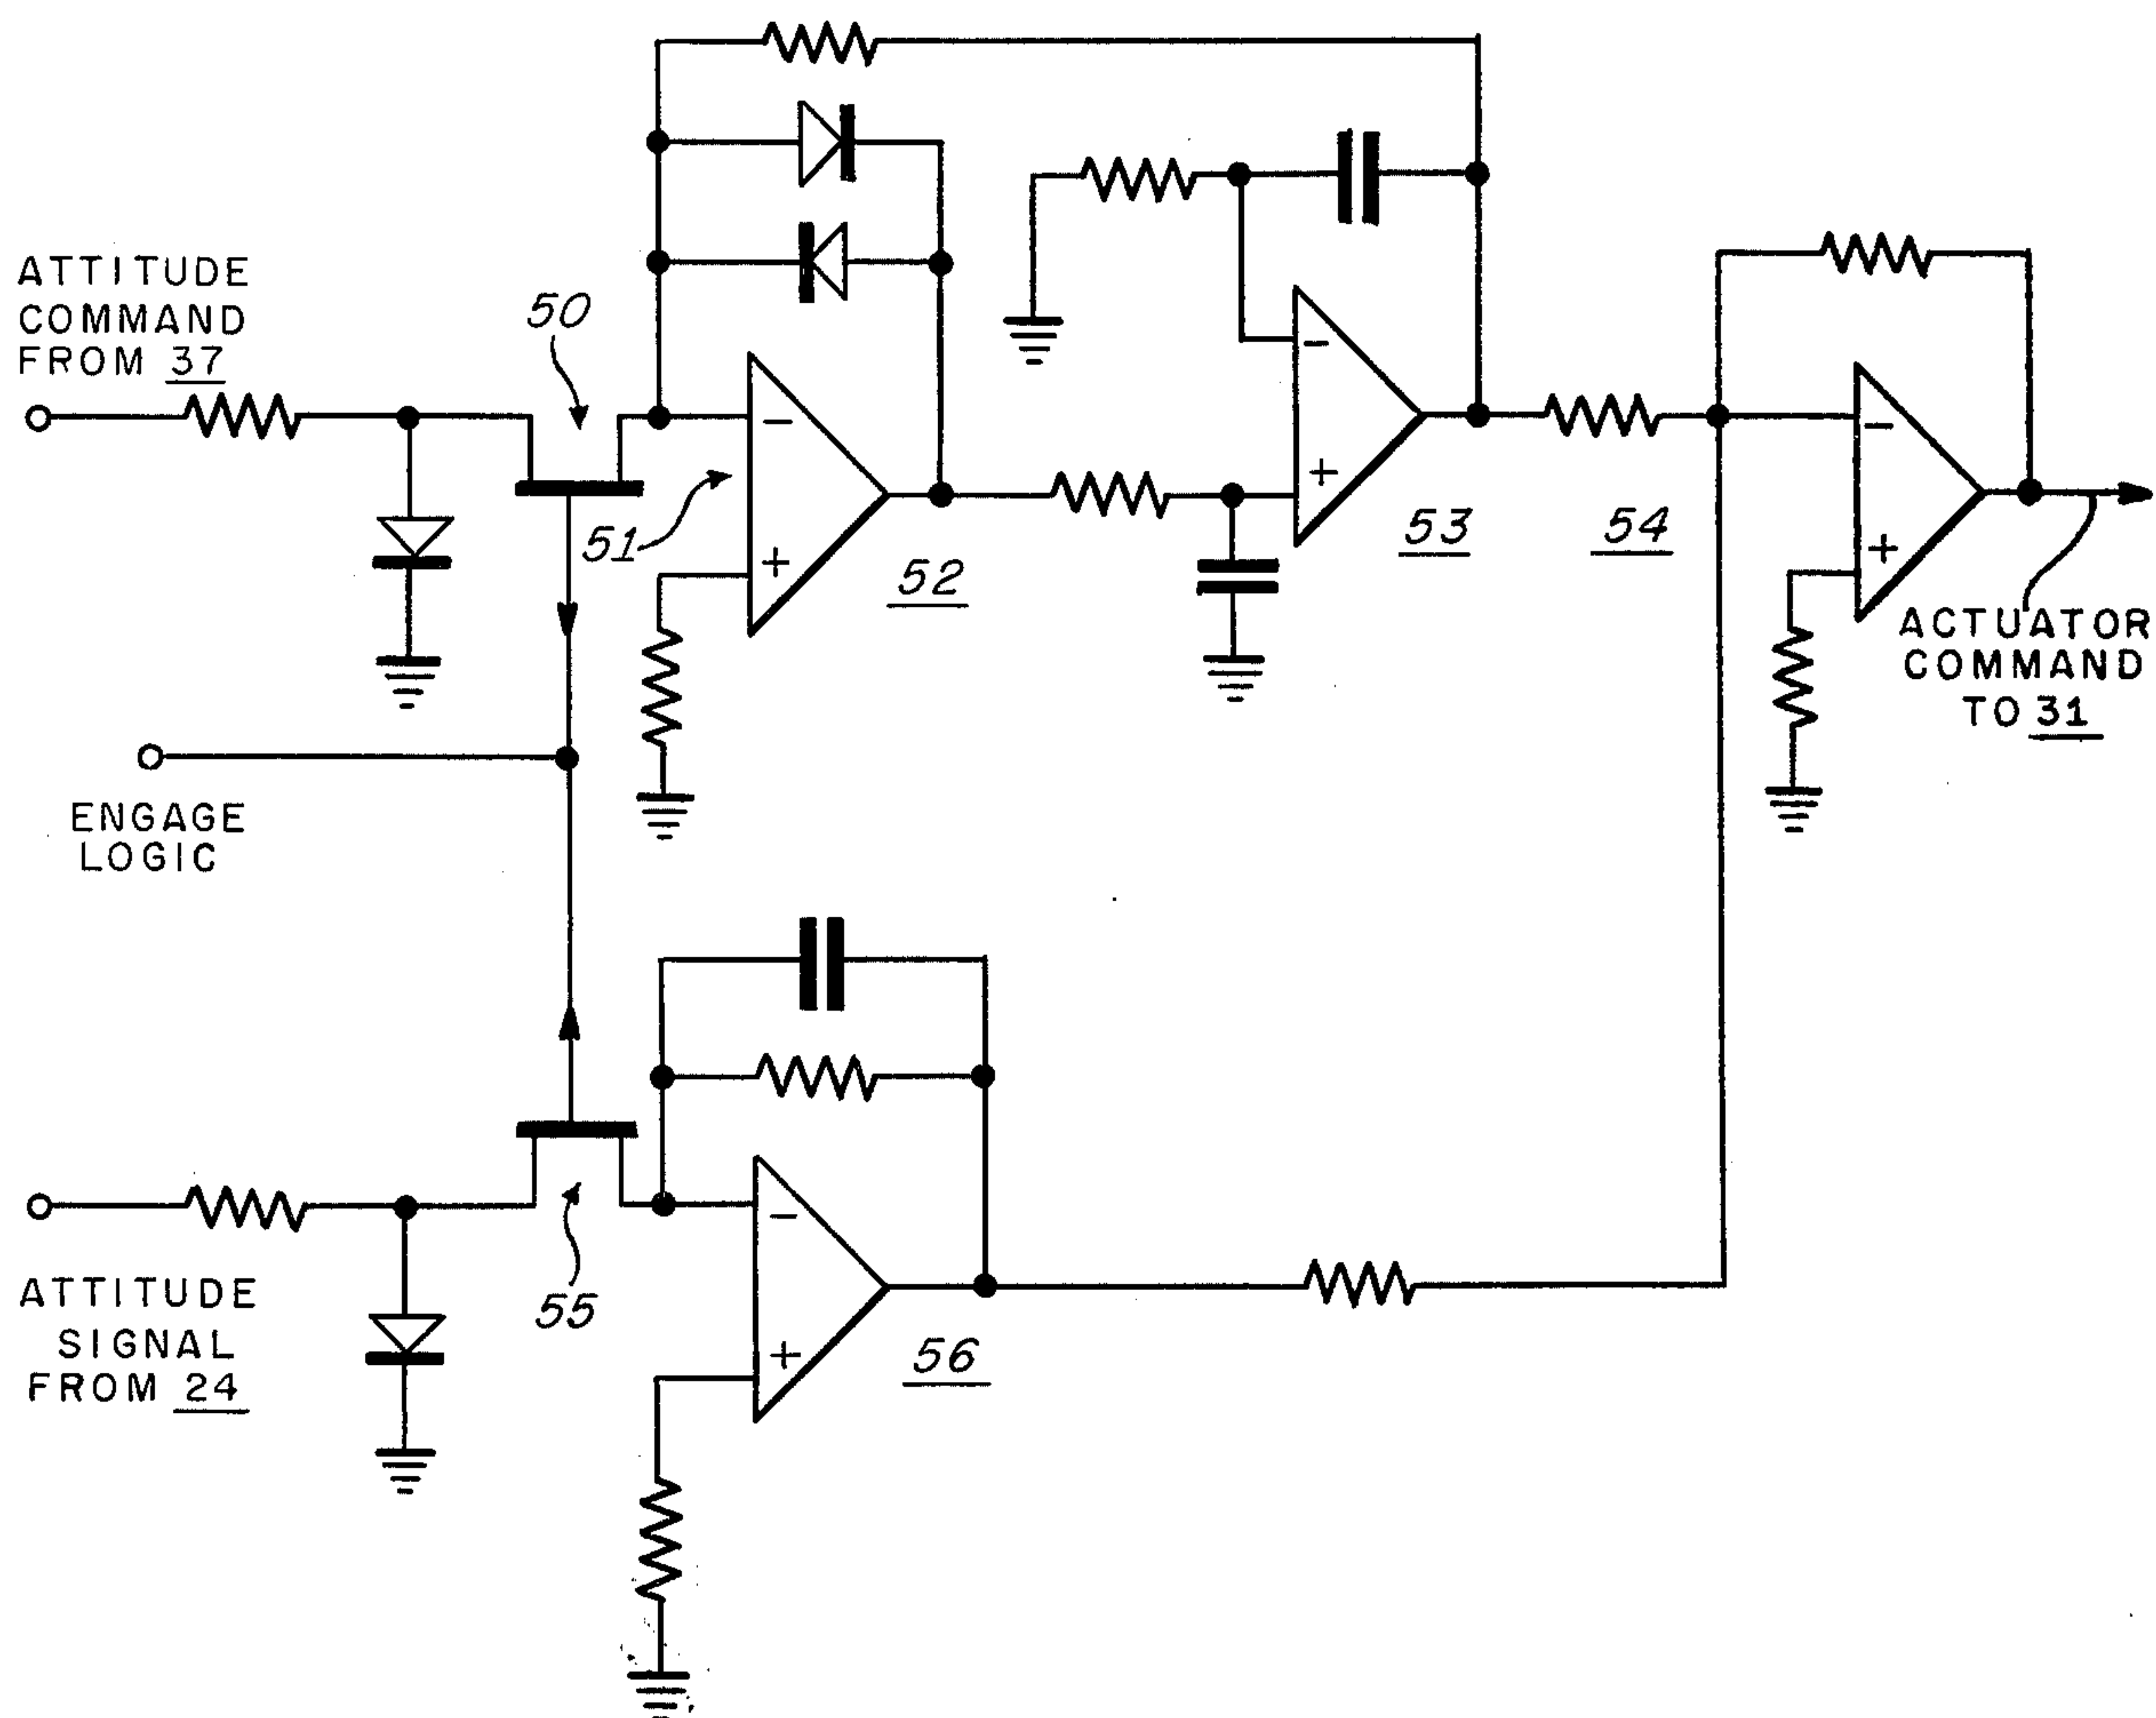 ATTITUDE
COMMAND
FROM 37
50
51
52
53
54
ACTUATOR
COMMAND
TO 31
ENGAGE
LOGIC
ATTITUDE
SIGNAL
FROM 24
55
56
-
+
-
+
-
+
-
+